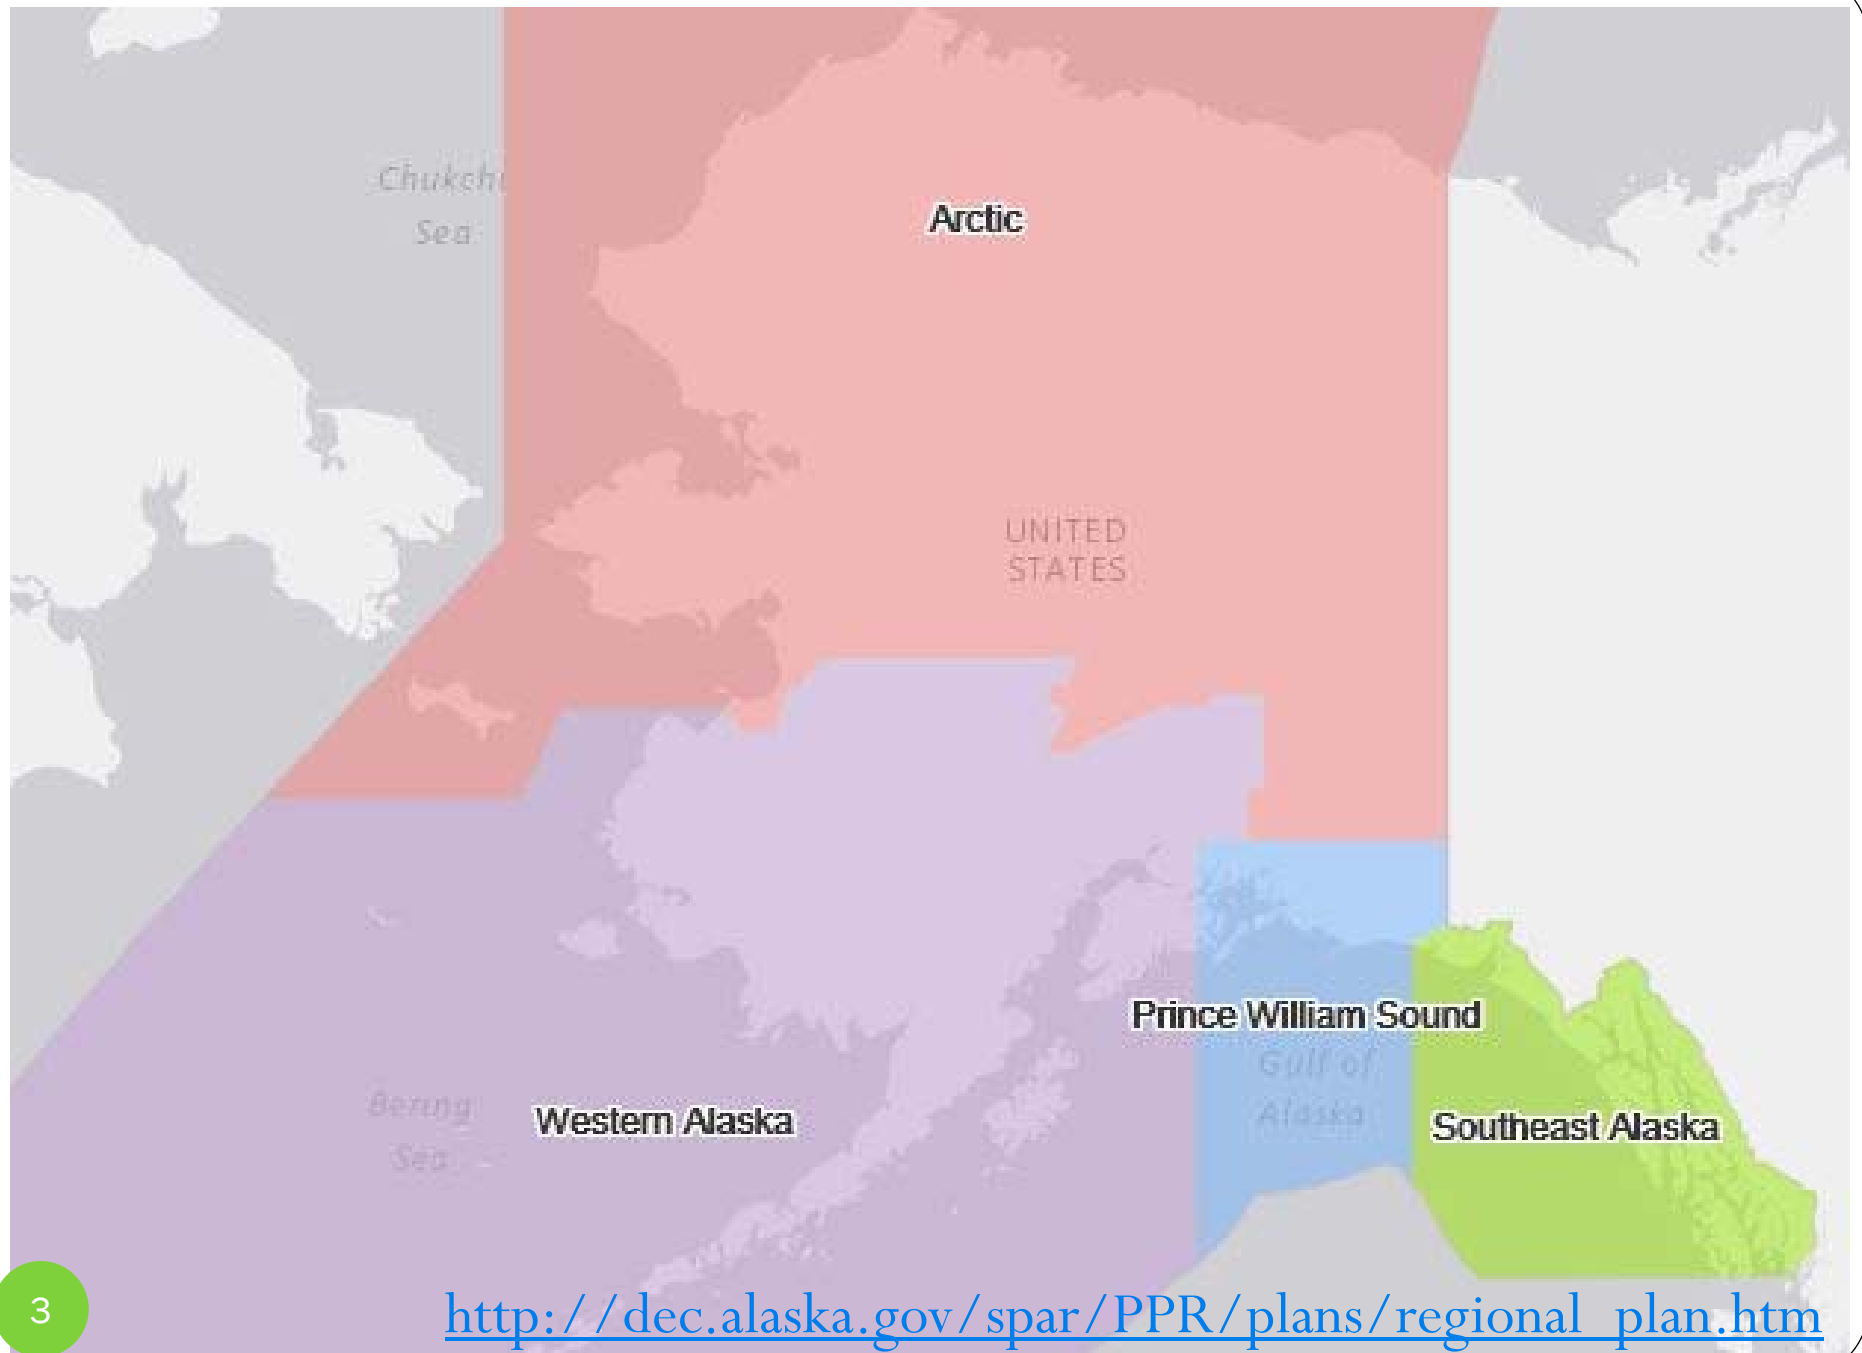 Chukchi
Sea
Arctic
UNITED
STATES
Prince William Sound
Gulf of
Alaska
Bering
Sea
Western Alaska
Southeast Alaska
3
http://dec.alaska.gov/spar/PPR/plans/regional_plan.htm